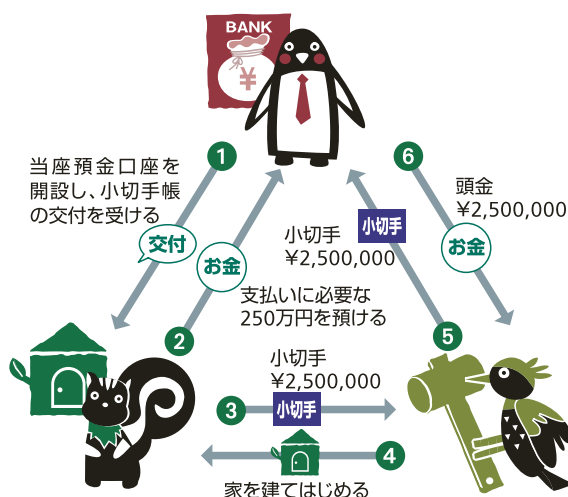 BANK
¥
1
当座預金口座を
開設し、小切手帳
の交付を受ける
交付
2
お金
支払いに必要な
250万円を預ける
3
小切手
¥2,500,000
小切手
4
家を建てはじめる
5
小切手
¥2,500,000
小切手
6
頭金
¥2,500,000
お金